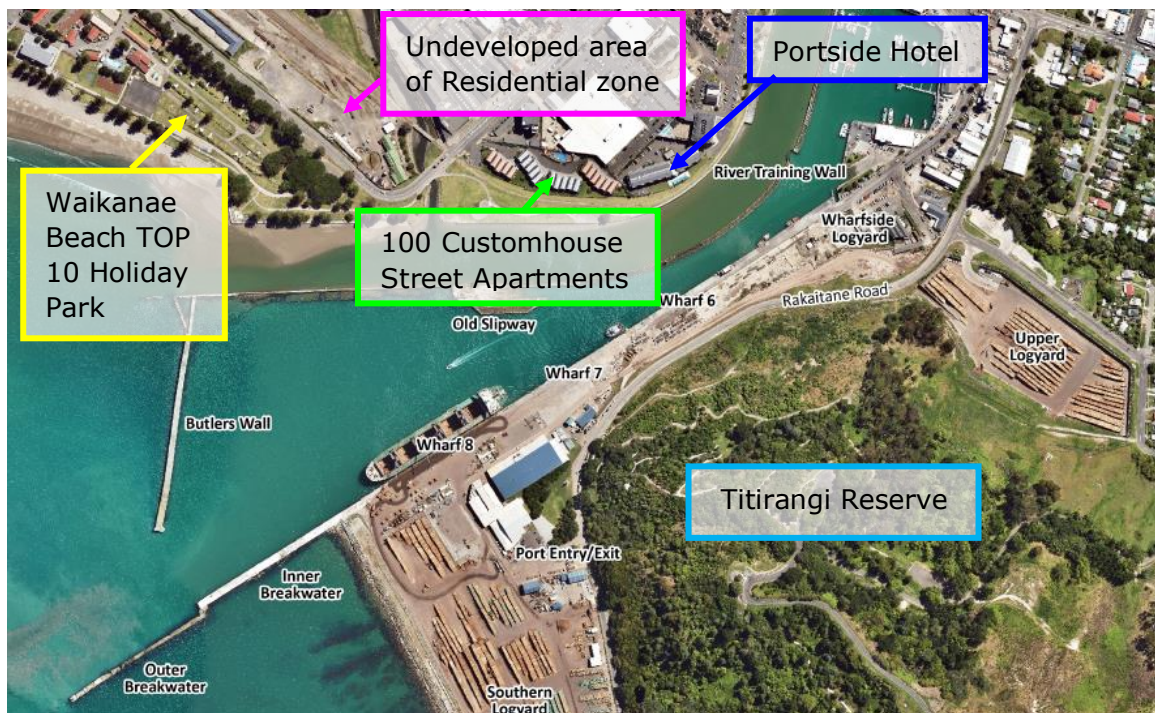 Undeveloped area
of Residential zone
Portside Hotel
Waikanae
Beach TOP
10 Holiday
Park
100 Customhouse
Street Apartments
River Training Wall
Wharfside
Logyard
Wharf 6
Rakaitane Road
Old Slipway
Upper
Logyard
Wharf 7
Butlers Wall
Wharf 8
Titirangi Reserve
Port Entry/Exit
Inner
Breakwater
Outer
Breakwater
Southern
Logyard